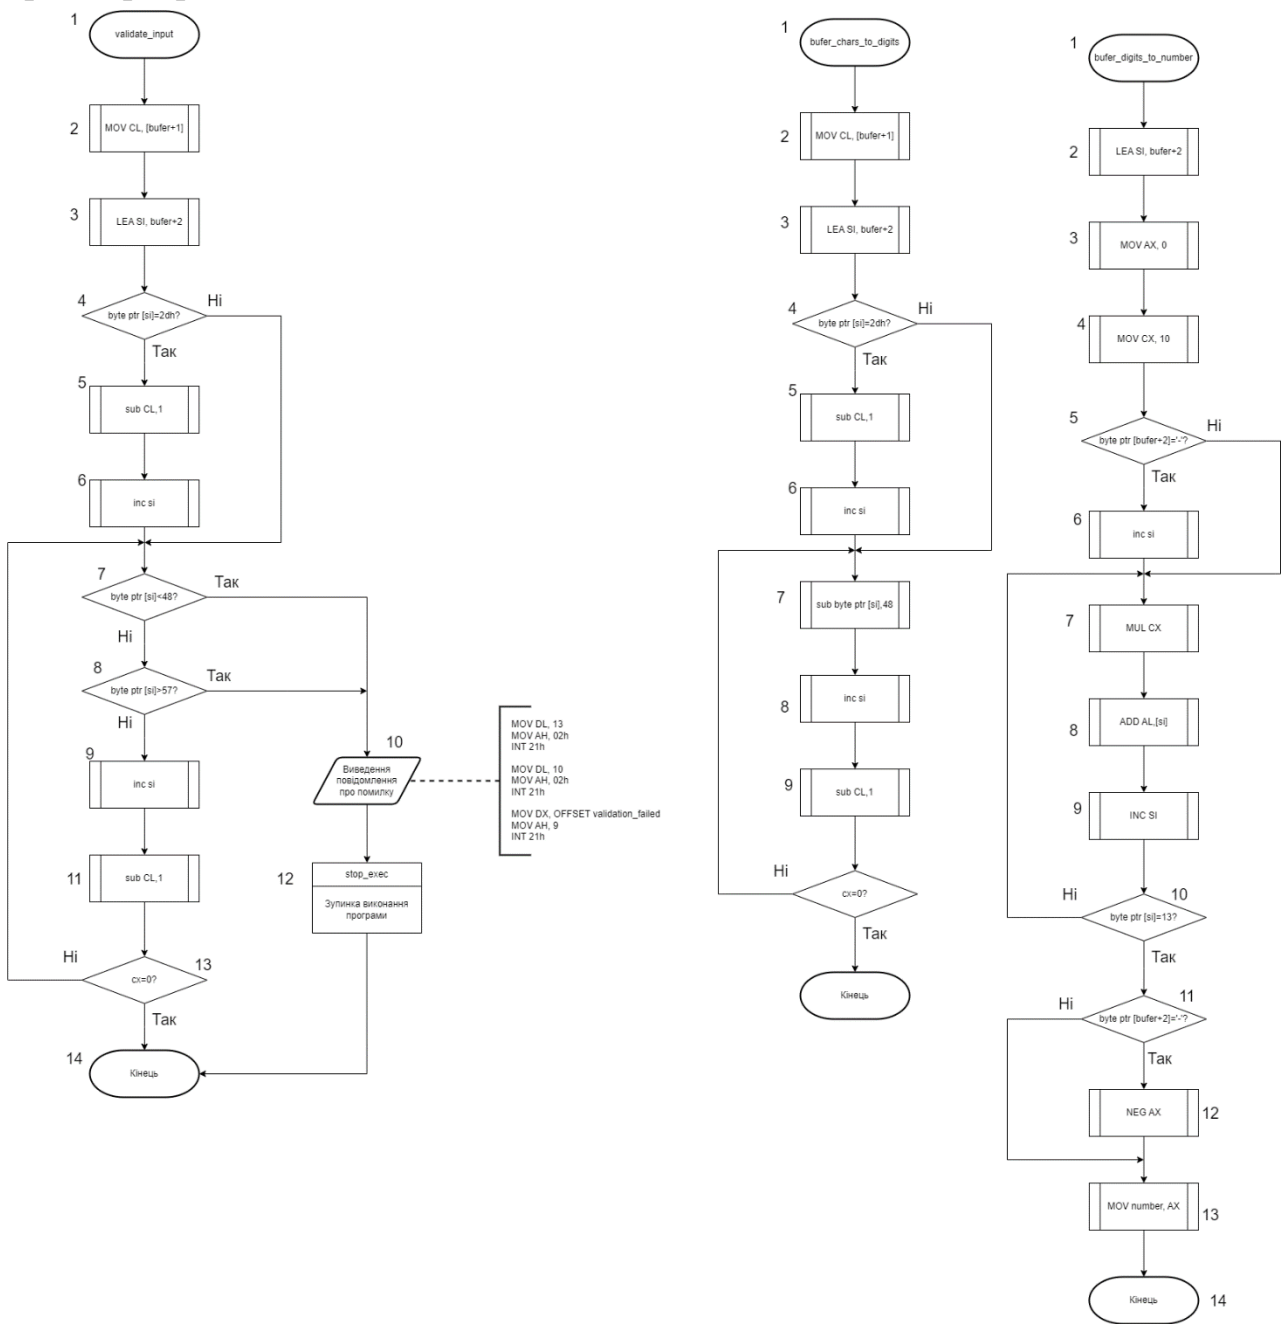 1
validate_input
2
MOV CL, [bufer+1]
3
LEA SI, bufer+2
4
byte ptr [si]=2dh?
Ні
Так
5
sub CL,1
6
inc si
7
byte ptr [si]<48?
Так
Ні
8
byte ptr [si]>57?
Так
Ні
9
inc si
10
Виведення
повідомлення
про помилку
MOV DL, 13
MOV AH, 02h
INT 21h
MOV DL, 10
MOV AH, 02h
INT 21h
MOV DX, OFFSET validation_failed
MOV AH, 9
INT 21h
11
sub CL,1
12
stop_exec
Зупинка виконання
програми
13
cx=0?
Ні
Так
14
Кінець
1
bufer_chars_to_digits
2
MOV CL, [bufer+1]
3
LEA SI, bufer+2
4
byte ptr [si]=2dh?
Ні
Так
5
sub CL,1
6
inc si
7
sub byte ptr [si],48
8
inc si
9
sub CL,1
Ні
cx=0?
Так
Кінець
1
bufer_digits_to_number
2
LEA SI, bufer+2
3
MOV AX, 0
4
MOV CX, 10
5
byte ptr [bufer+2]='-'?
Ні
Так
6
inc si
7
MUL CX
8
ADD AL,[si]
9
INC SI
10
Ні
byte ptr [si]=13?
Так
11
Ні
byte ptr [bufer+2]='-'?
Так
NEG AX
12
MOV number, AX
13
Кінець
14